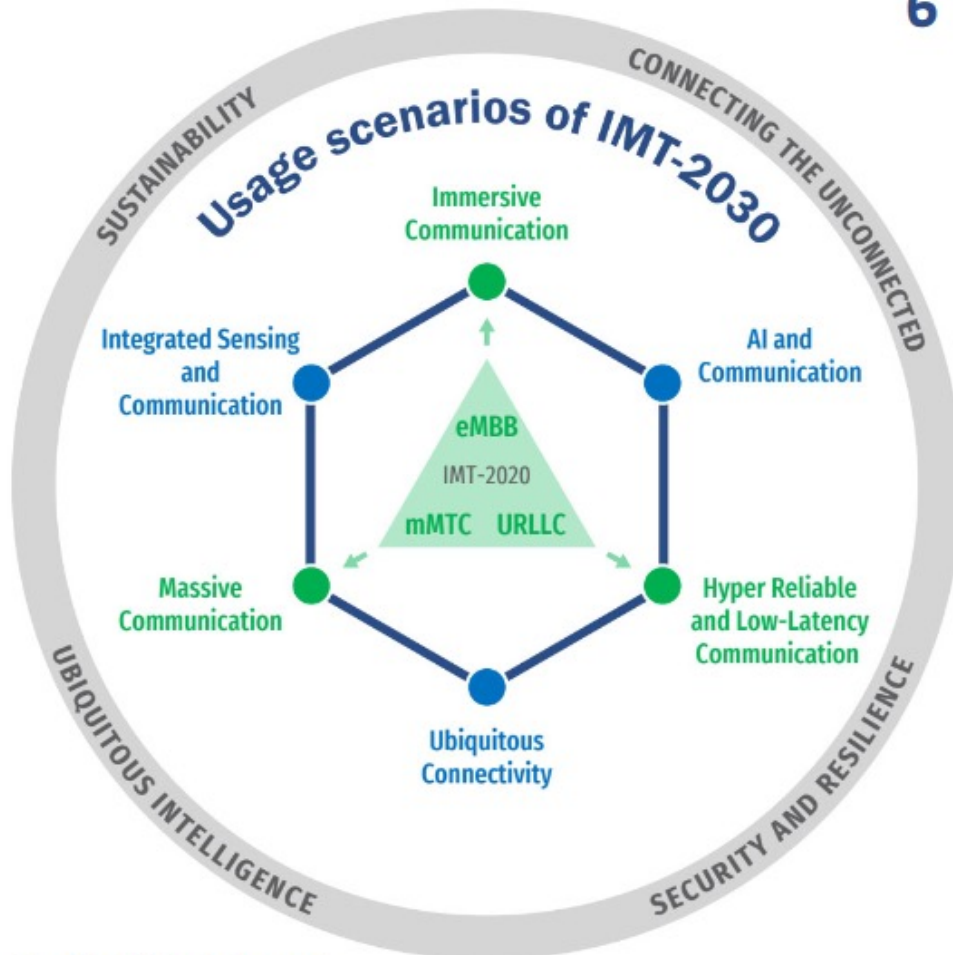 6
SUSTAINABILITY
CONNECTING THE UNCONNECTED
Usage scenarios of IMT-2030
Immersive
Communication
Integrated Sensing
and
Communication
AI and
Communication
eMBB
IMT-2020
mMTC URLLC
Massive
Communication
Hyper Reliable
and Low-Latency
Communication
Ubiquitous
Connectivity
UBIQUITOUS INTELLIGENCE
SECURITY AND RESILIENCE